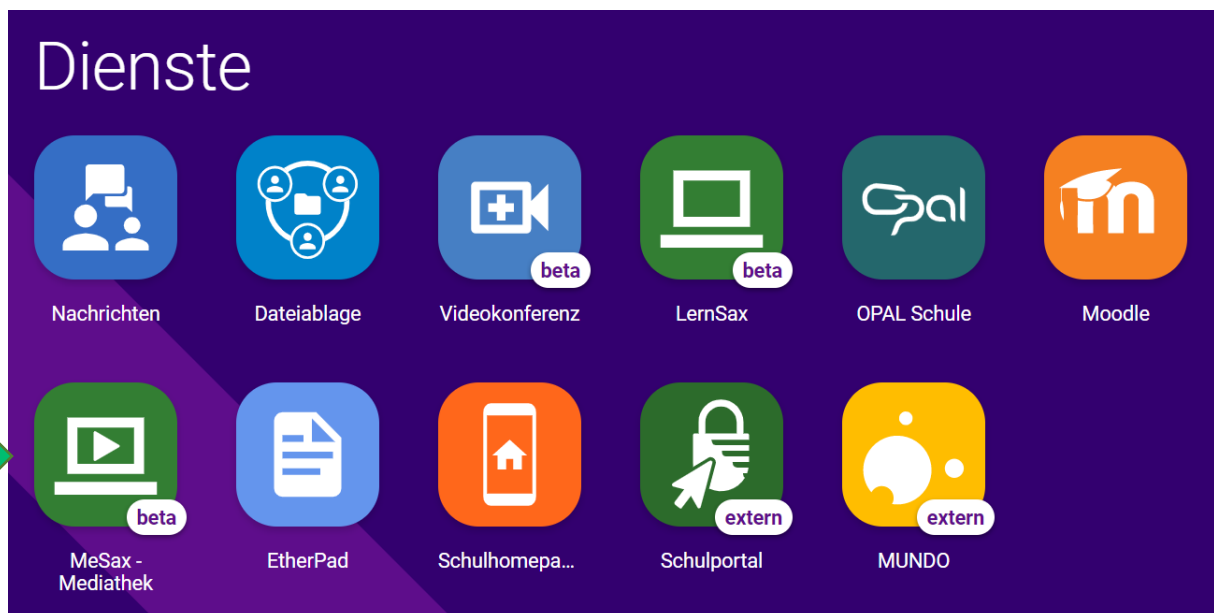 Dienste
Opal
m
beta
beta
Nachrichten
Dateiablage
Videokonferenz
LernSax
OPAL Schule
Moodle
beta
extern
extern
MeSax -
Mediathek
EtherPad
Schulhomepa...
Schulportal
MUNDO